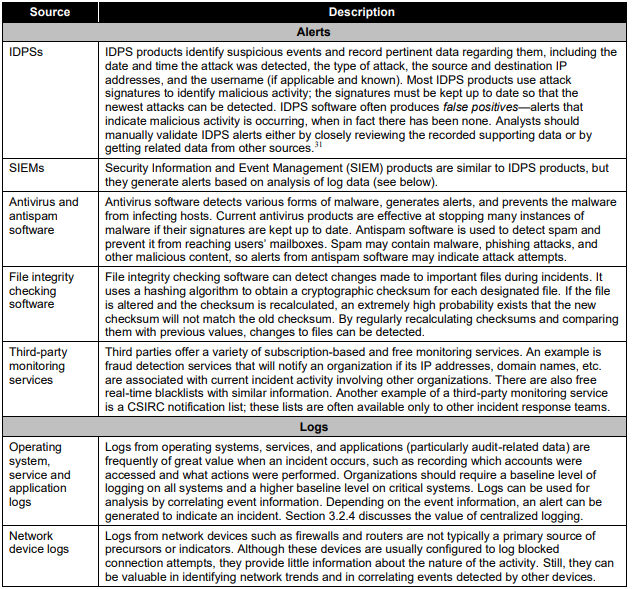 Source Description
Alerts
IDPSs
IDPS products identify suspicious events and record pertinent data regarding them, including the
date and time the attack was detected, the type of attack, the source and destination IP
addresses, and the username (if applicable and known). Most IDPS products use attack
signatures to identify malicious activity; the signatures must be kept up to date so that the
newest attacks can be detected. IDPS software often produces false positives—alerts that
indicate malicious activity is occurring, when in fact there has been none. Analysts should
manually validate IDPS alerts either by closely reviewing the recorded supporting data or by
getting related data from other sources.31
SIEMs
Security Information and Event Management (SIEM) products are similar to IDPS products, but
they generate alerts based on analysis of log data (see below).
Antivirus and
antispam
software
Antivirus software detects various forms of malware, generates alerts, and prevents the malware
from infecting hosts. Current antivirus products are effective at stopping many instances of
malware if their signatures are kept up to date. Antispam software is used to detect spam and
prevent it from reaching users' mailboxes. Spam may contain malware, phishing attacks, and
other malicious content, so alerts from antispam software may indicate attack attempts.
File integrity
checking
software
File integrity checking software can detect changes made to important files during incidents. It
uses a hashing algorithm to obtain a cryptographic checksum for each designated file. If the file
is altered and the checksum is recalculated, an extremely high probability exists that the new
checksum will not match the old checksum. By regularly recalculating checksums and comparing
them with previous values, changes to files can be detected.
Third-party
monitoring
services
Third parties offer a variety of subscription-based and free monitoring services. An example is
fraud detection services that will notify an organization if its IP addresses, domain names, etc.
are associated with current incident activity involving other organizations. There are also free
real-time blacklists with similar information. Another example of a third-party monitoring service
is a CSIRC notification list; these lists are often available only to other incident response teams.
Logs
Operating
system,
service and
application
logs
Logs from operating systems, services, and applications (particularly audit-related data) are
frequently of great value when an incident occurs, such as recording which accounts were
accessed and what actions were performed. Organizations should require a baseline level of
logging on all systems and a higher baseline level on critical systems. Logs can be used for
analysis by correlating event information. Depending on the event information, an alert can be
generated to indicate an incident. Section 3.2.4 discusses the value of centralized logging.
Network
device logs
Logs from network devices such as firewalls and routers are not typically a primary source of
precursors or indicators. Although these devices are usually configured to log blocked
connection attempts, they provide little information about the nature of the activity. Still, they can
be valuable in identifying network trends and in correlating events detected by other devices.